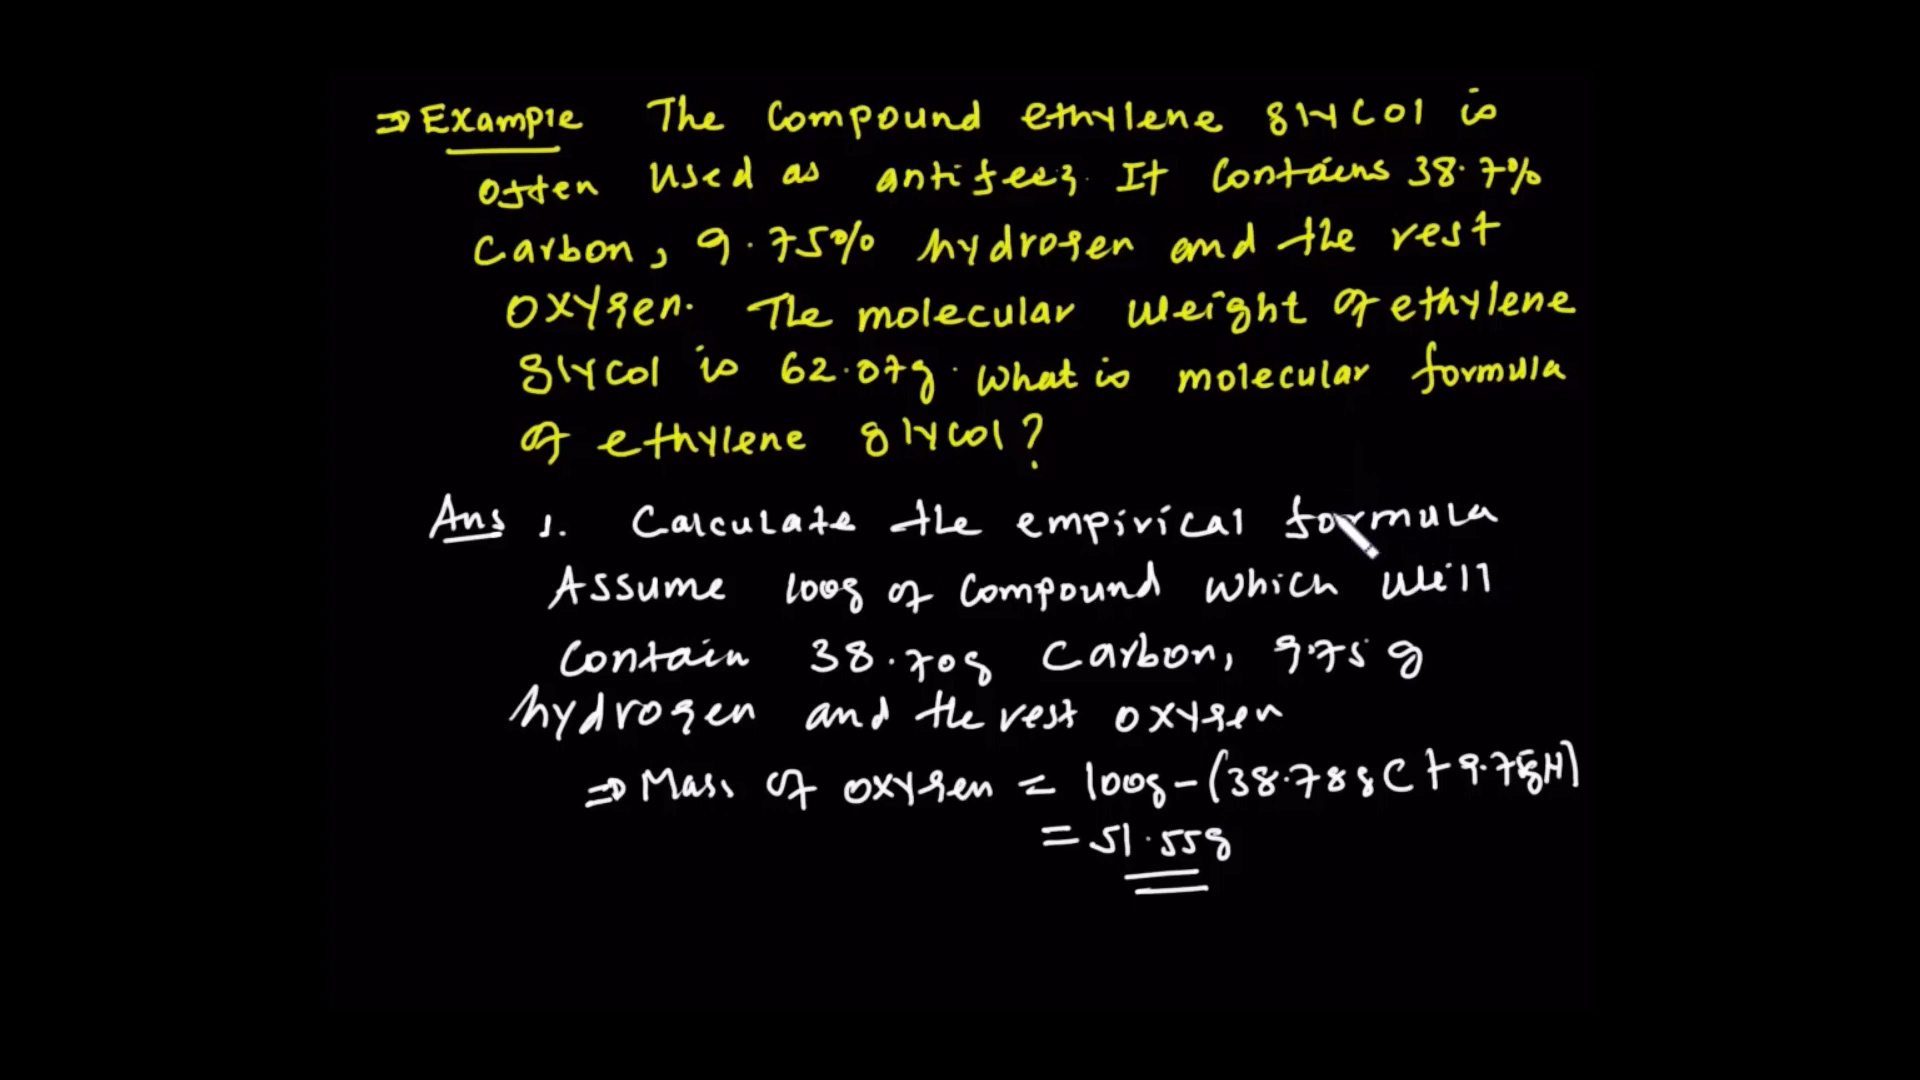 ⇒ Example The compound ethylene glycol is
often used as antifeez. It contains 38.7%
carbon, 9.75% hydrogen and the rest
oxygen. The molecular weight of ethylene
glycol is 62.07g. What is molecular formula
of ethylene glycol?
Ans 1. Calculate the empirical formula
Assume 100g of compound which will
contain 38.70g carbon, 9.75 g
hydrogen and the rest oxygen
⇒ Mass of oxygen = 100g - (38.78gC + 9.75gH)
= 51.55g